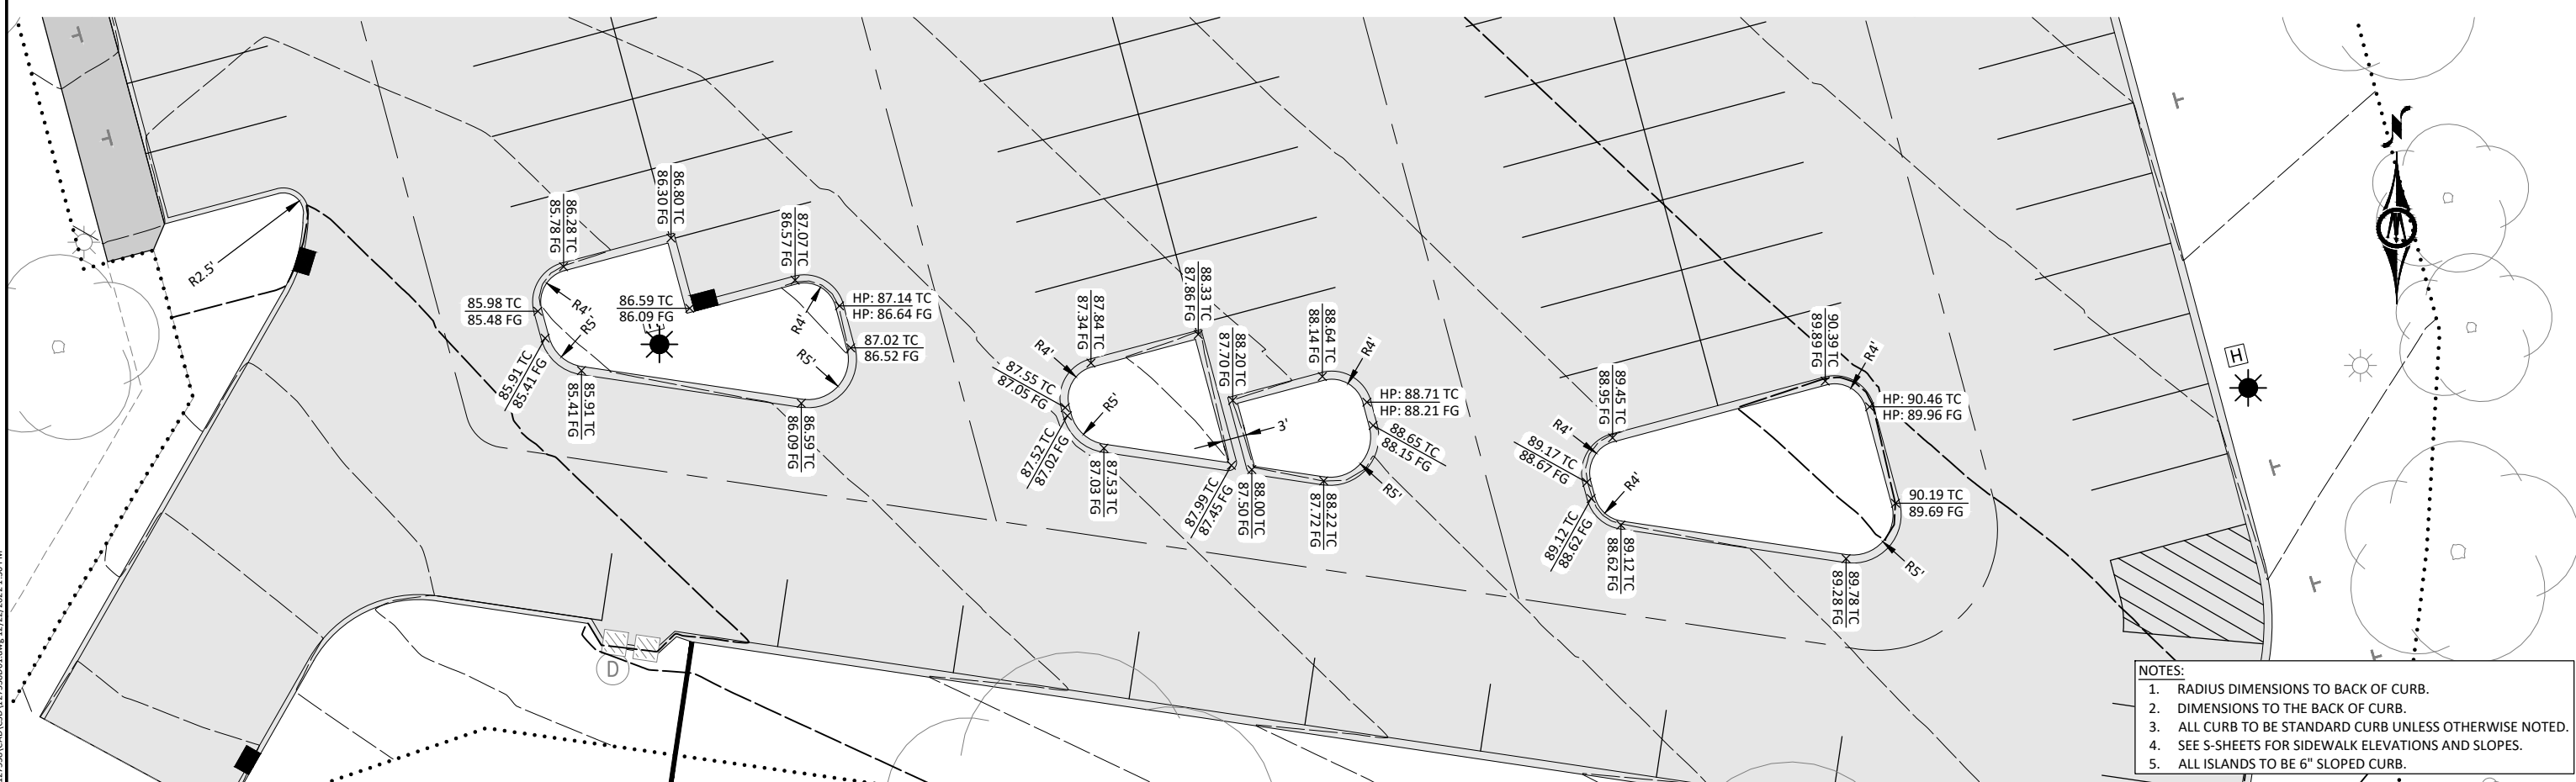 R2.5'
86.28 TC
85.78 FG
86.80 TC
86.30 FG
87.07 TC
86.57 FG
85.98 TC
85.48 FG
R4'
R5'
86.59 TC
86.09 FG
R4'
R5'
HP: 87.14 TC
HP: 86.64 FG
87.02 TC
86.52 FG
85.91 TC
85.41 FG
85.91 TC
85.41 FG
86.59 TC
86.09 FG
R4'
87.84 TC
87.34 FG
88.33 TC
87.86 FG
88.20 TC
87.70 FG
88.64 TC
88.14 FG
R4'
87.55 TC
87.05 FG
R5'
3'
HP: 88.71 TC
HP: 88.21 FG
88.65 TC
88.15 FG
87.52 TC
87.02 FG
87.53 TC
87.03 FG
87.99 TC
87.45 FG
88.00 TC
87.50 FG
88.22 TC
87.72 FG
R5'
89.45 TC
88.95 FG
90.39 TC
89.89 FG
R4'
R4'
89.17 TC
88.67 FG
R4'
HP: 90.46 TC
HP: 89.96 FG
90.19 TC
89.69 FG
89.12 TC
88.62 FG
89.12 TC
88.62 FG
89.78 TC
89.28 FG
R5'
N
H
D
NOTES:
1. RADIUS DIMENSIONS TO BACK OF CURB.
2. DIMENSIONS TO THE BACK OF CURB.
3. ALL CURB TO BE STANDARD CURB UNLESS OTHERWISE NOTED.
4. SEE S-SHEETS FOR SIDEWALK ELEVATIONS AND SLOPES.
5. ALL ISLANDS TO BE 6" SLOPED CURB.